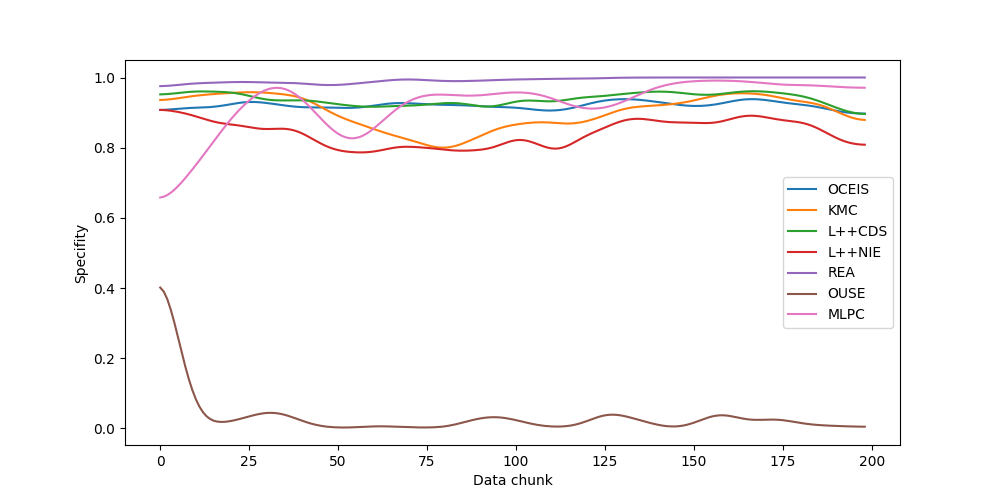 1.0
0.8
0.6
0.4
0.2
0.0
Specifity
0 25 50 75 100 125 150 175 200
Data chunk
OCEIS
KMC
L++CDS
L++NIE
REA
OUSE
MLPC